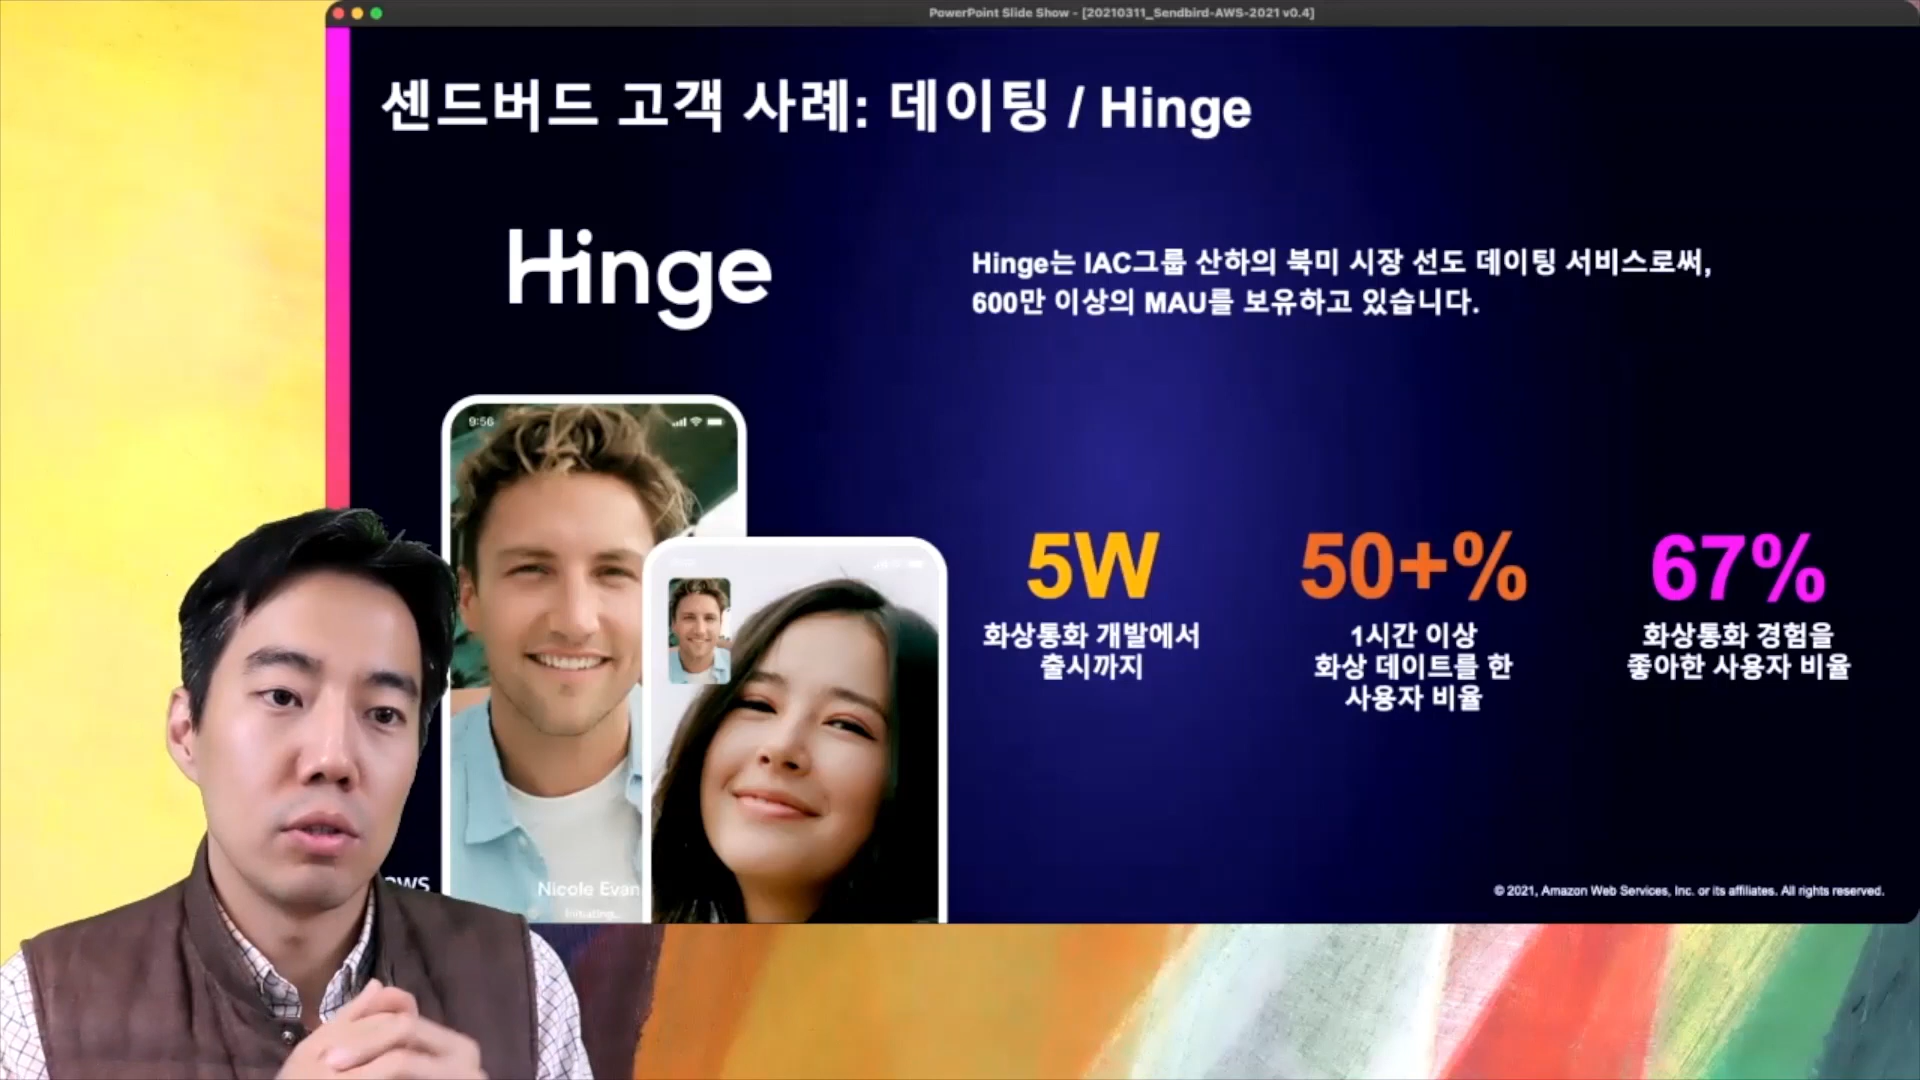 PowerPoint Slide Show - [20210311_Sendbird-AWS-2021 v0.4]
센드버드 고객 사례: 데이팅 / Hinge
Hinge
Hinge는 IAC그룹 산하의 북미 시장 선도 데이팅 서비스로써,
600만 이상의 MAU를 보유하고 있습니다.
9:56
5W
화상통화 개발에서
출시까지
50+%
1시간 이상
화상 데이트를 한
사용자 비율
67%
화상통화 경험을
좋아한 사용자 비율
Nicole Evan
Initiating...
aws
© 2021, Amazon Web Services, Inc. or its affiliates. All rights reserved.